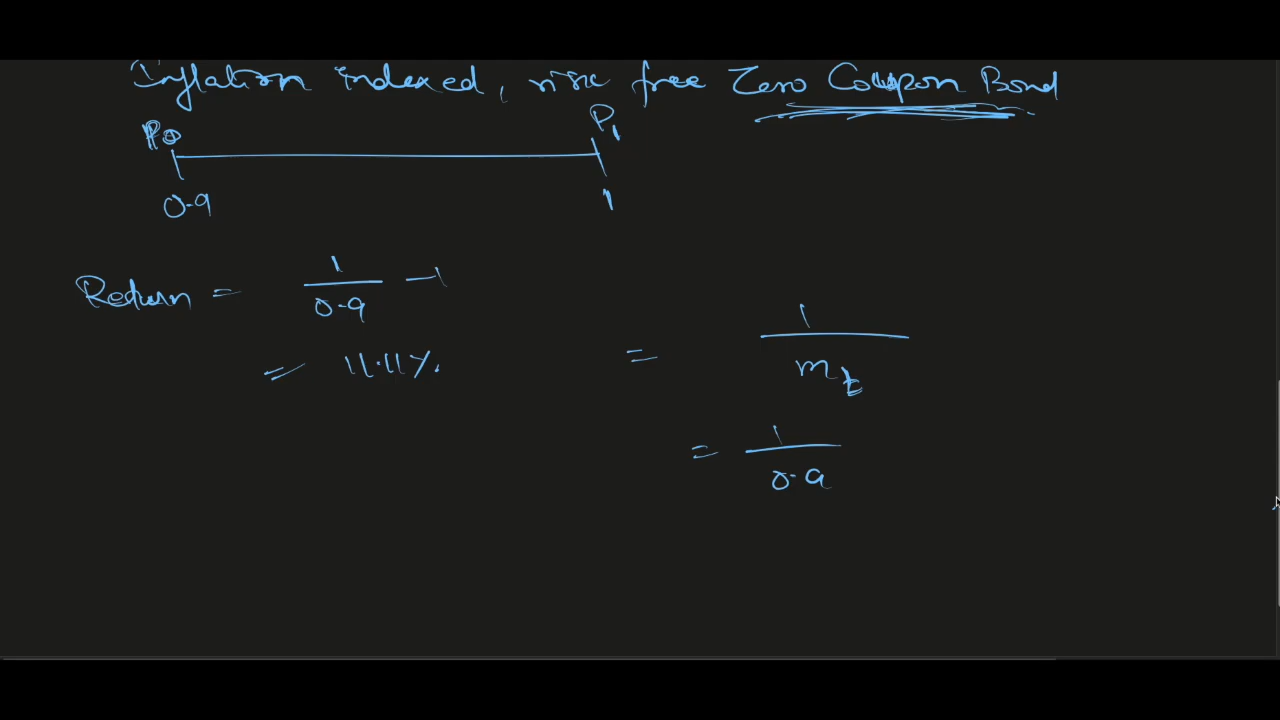 Inflation indexed, risk free Zero Coupon Bond
P0 P1
0.9 1
Return = 1/0.9 - 1
= 11.11%.
= 1/mt
= 1/0.9